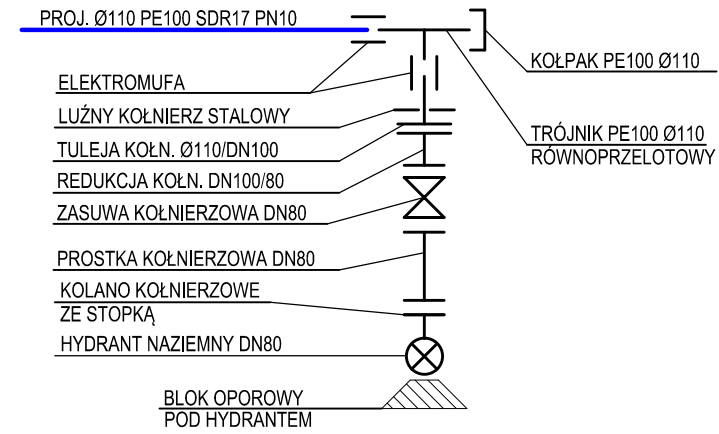 PROJ. Ø110 PE100 SDR17 PN10
KOŁPAK PE100 Ø110
ELEKTROMUFA
LUŹNY KOŁNIERZ STALOWY
TRÓJNIK PE100 Ø110
RÓWNOPRZELOTOWY
TULEJA KOŁN. Ø110/DN100
REDUKCJA KOŁN. DN100/80
ZASUWA KOŁNIERZOWA DN80
PROSTKA KOŁNIERZOWA DN80
KOLANO KOŁNIERZOWE
ZE STOPKĄ
HYDRANT NAZIEMNY DN80
BLOK OPOROWY
POD HYDRANTEM